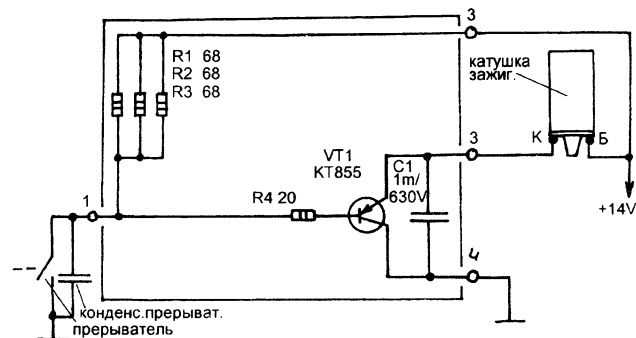 3
R1 68
R2 68
R3 68
катушка
зажиг.
К
Б
3
VT1
КТ855
C1
1m/
630V
+14V
1
R4 20
4
конденс.прерыват.
прерыватель